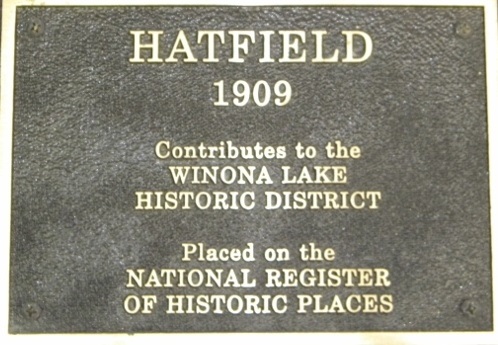 HATFIELD
1909
Contributes to the
WINONA LAKE
HISTORIC DISTRICT
Placed on the
NATIONAL REGISTER
OF HISTORIC PLACES